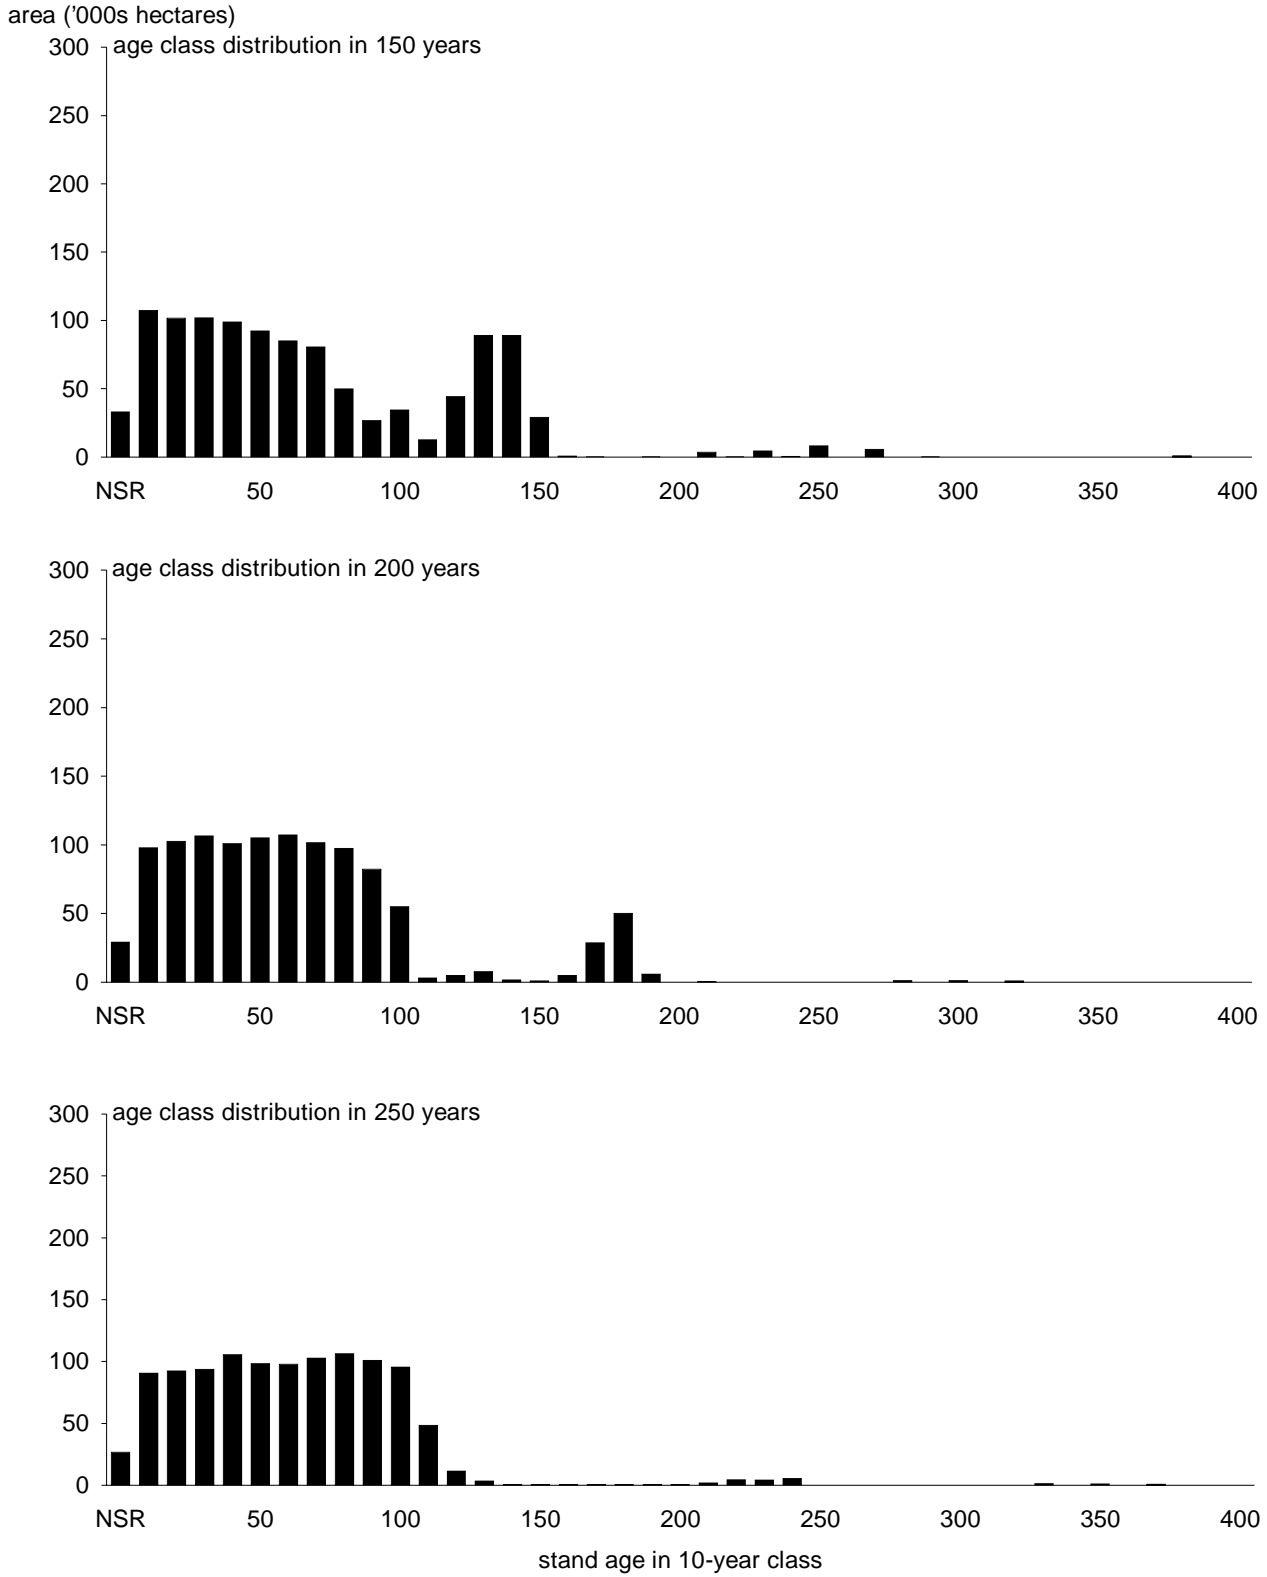 area ('000s hectares)
300 age class distribution in 150 years
250
200
150
100
50
0
NSR 50 100 150 200 250 300 350 400
300 age class distribution in 200 years
250
200
150
100
50
0
NSR 50 100 150 200 250 300 350 400
300 age class distribution in 250 years
250
200
150
100
50
0
NSR 50 100 150 200 250 300 350 400
stand age in 10-year class